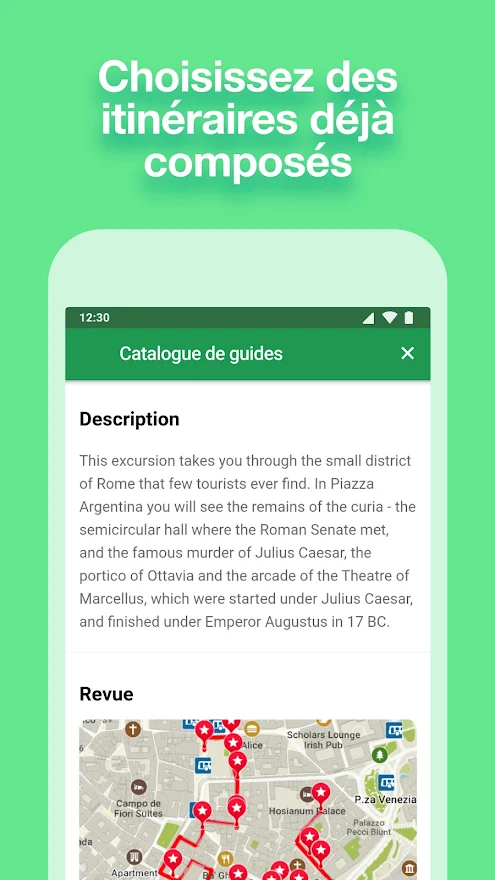 Choisissez des
itinéraires déjà
composés
12:30
Catalogue de guides
Description
This excursion takes you through the small district
of Rome that few tourists ever find. In Piazza
Argentina you will see the remains of the curia - the
semicircular hall where the Roman Senate met,
and the famous murder of Julius Caesar, the
portico of Ottavia and the arcade of the Theatre of
Marcellus, which were started under Julius Caesar,
and finished under Emperor Augustus in 17 BC.
Revue
Alice
Scholars Lounge
Irish Pub
Campo de
Fiori Suites
Hosianum Palace
P.za Venezia
Palazzo
Pecci Blunt
Apartment